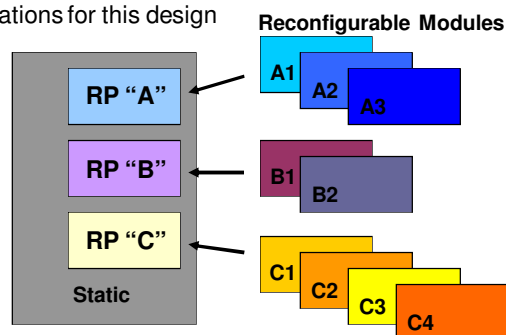 ations for this design
Reconfigurable Modules
RP “A”
RP “B”
RP “C”
Static
A1
A2
A3
B1
B2
C1
C2
C3
C4